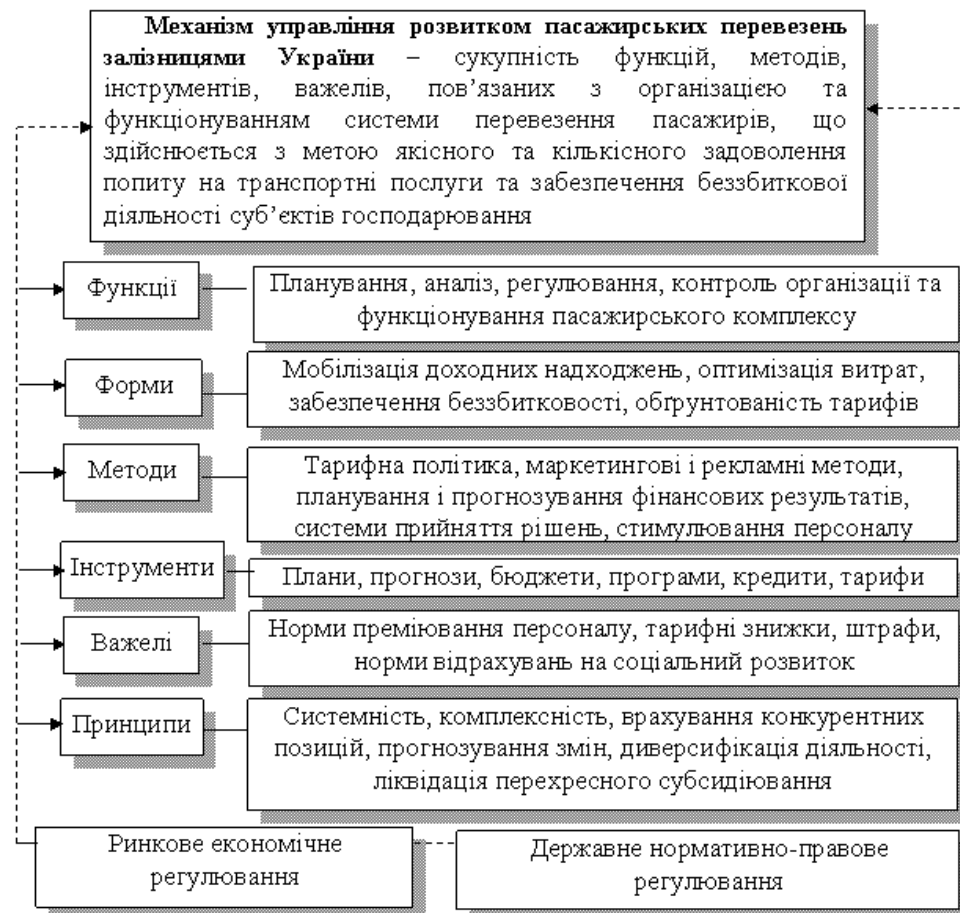 Механізм управління розвитком пасажирських перевезень
залізницями України – сукупність функцій, методів,
інструментів, важелів, пов’язаних з організацією та
функціонуванням системи перевезення пасажирів, що
здійснюється з метою якісного та кількісного задоволення
попиту на транспортні послуги та забезпечення беззбиткової
діяльності суб’єктів господарювання
Функції
Планування, аналіз, регулювання, контроль організації та
функціонування пасажирського комплексу
Форми
Мобілізація доходних надходжень, оптимізація витрат,
забезпечення беззбитковості, обґрунтованість тарифів
Методи
Тарифна політика, маркетингові і рекламні методи,
планування і прогнозування фінансових результатів,
системи прийняття рішень, стимулювання персоналу
Інструменти
Плани, прогнози, бюджети, програми, кредити, тарифи
Важелі
Норми преміювання персоналу, тарифні знижки, штрафи,
норми відрахувань на соціальний розвиток
Принципи
Системність, комплексність, врахування конкурентних
позицій, прогнозування змін, диверсифікація діяльності,
ліквідація перехресного субсидіювання
Ринкове економічне
регулювання
Державне нормативно-правове
регулювання